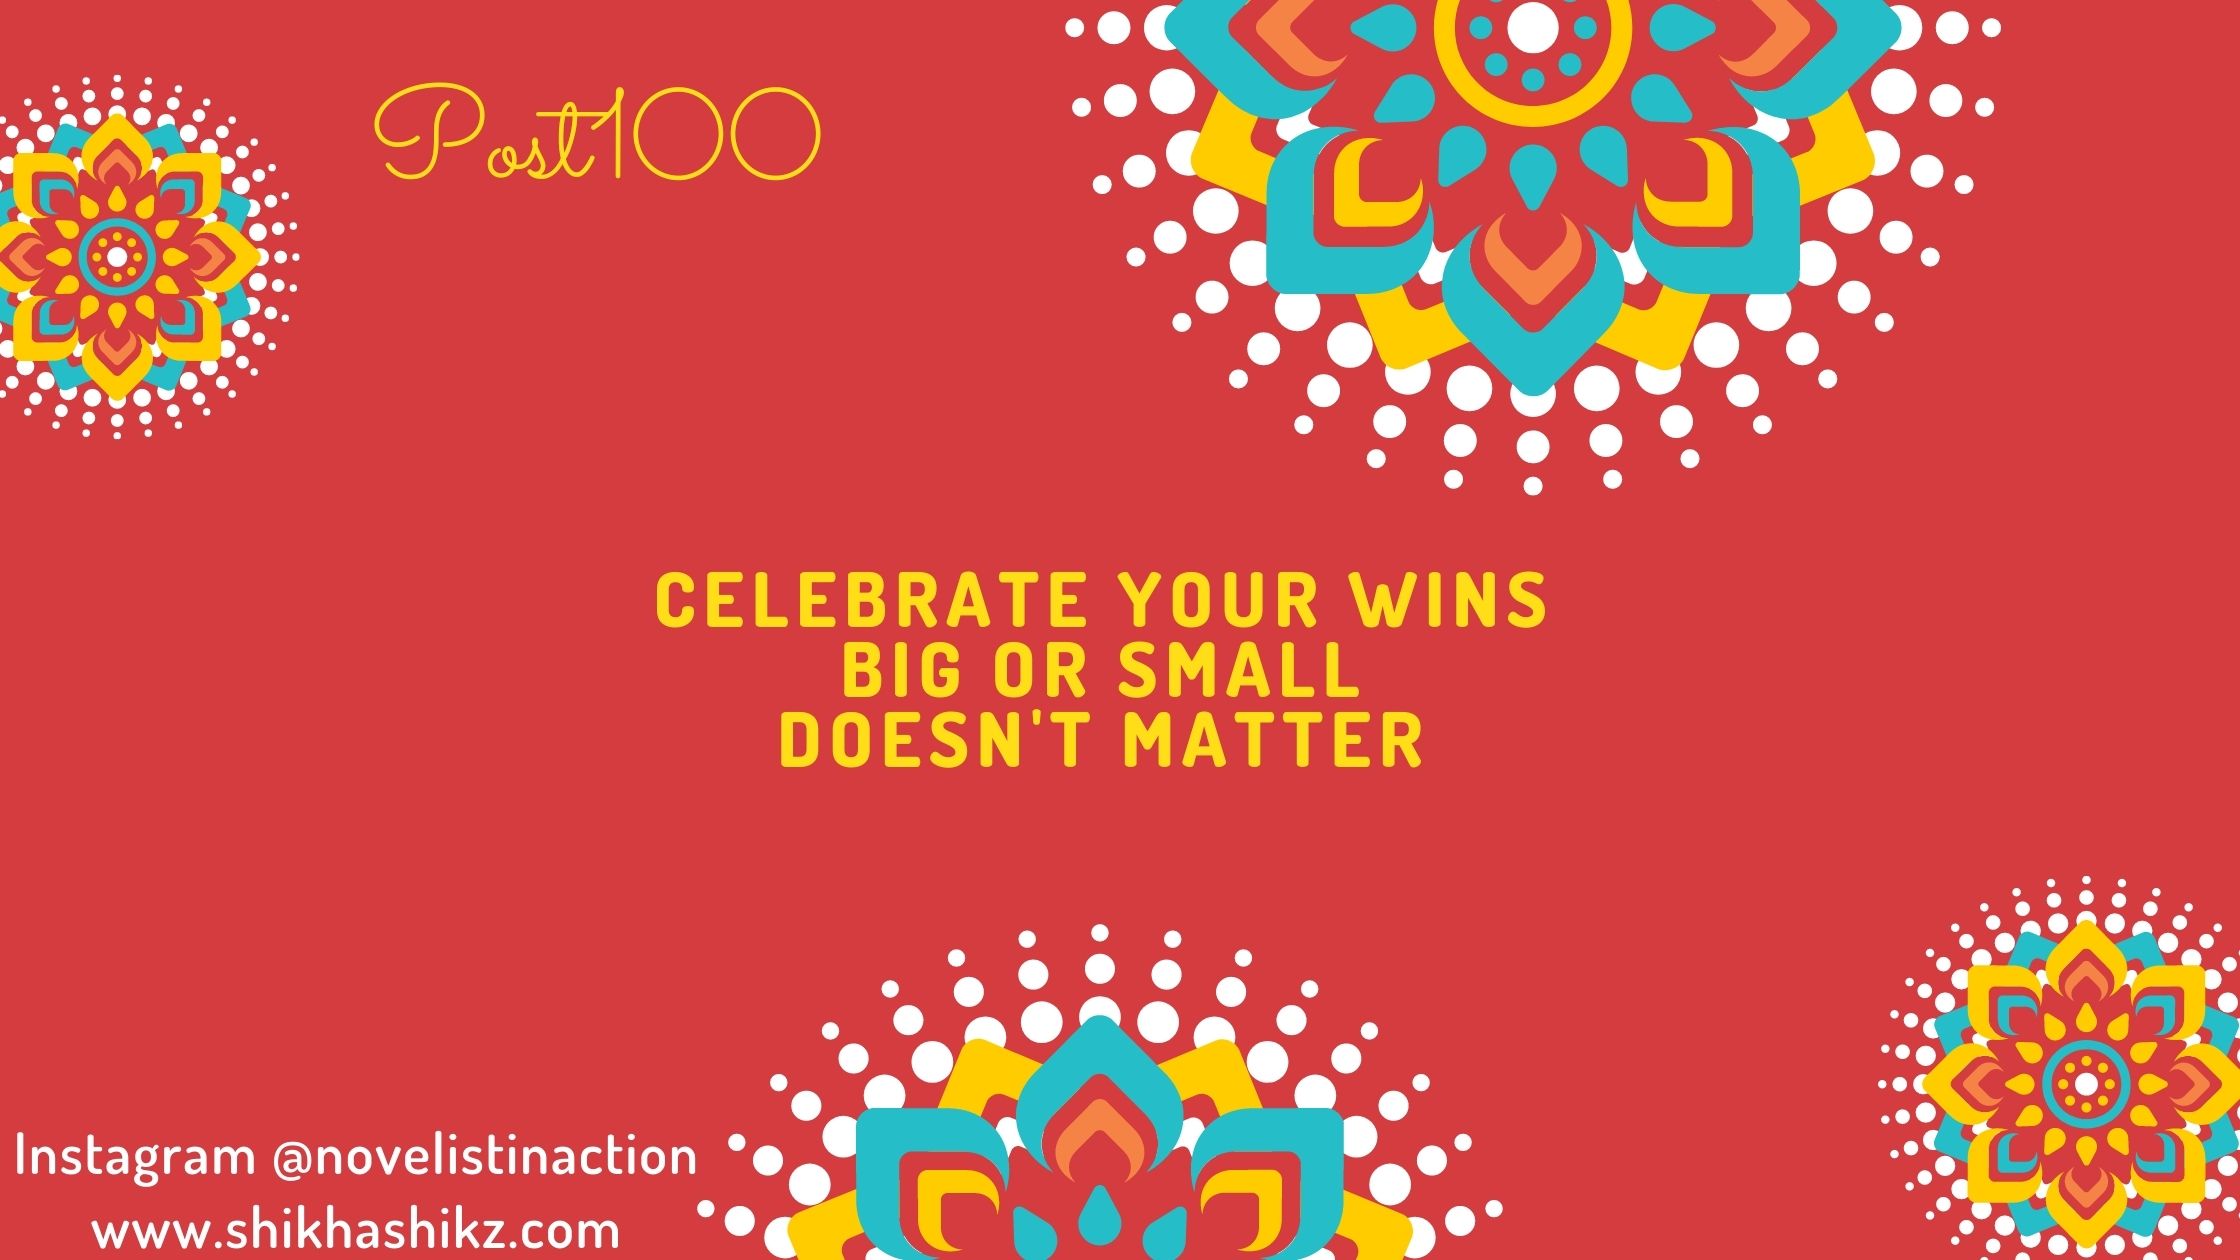 Post100
CELEBRATE YOUR WINS
BIG OR SMALL
DOESN'T MATTER
Instagram @novelistinaction
www.shikhashikz.com